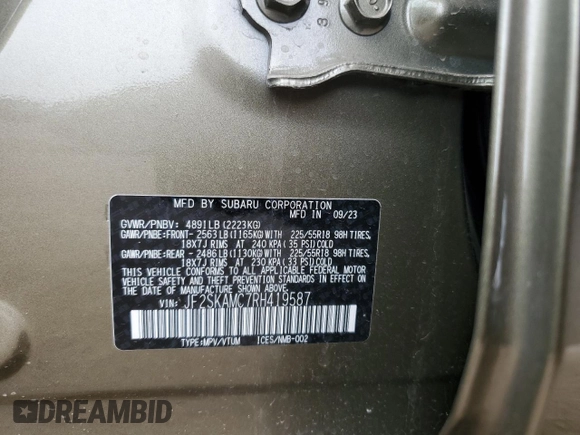 MFD BY SUBARU CORPORATION
IN 09/23
GVWR/PNBV: 4891LB(2223KG)
GAWR/PNBE:FRONT- 2563LB(1165KG)WITH 225/55R18 98H TIRES,
18X7J RIMS AT 240 KPA(35 PSI)COLD
GAWR/PNBE:REAR - 2486LB(1130KG)WITH 225/55R18 98H TIRES,
18X7J RIMS AT 230 KPA(33 PSI)COLD
THIS VEHICLE CONFORMS TO ALL APPLICABLE FEDERAL MOTOR VEHICLE
SAFETY AND THEFT PREVENTION STANDARDS
IN EFFECT ON THE DATE OF MANUFACTURE
SHOWN ABOVE.
VIN: JF2SKAMC7RH419587
TYPE:MPV/VTUM ICES/NMB-002
DREAMBID